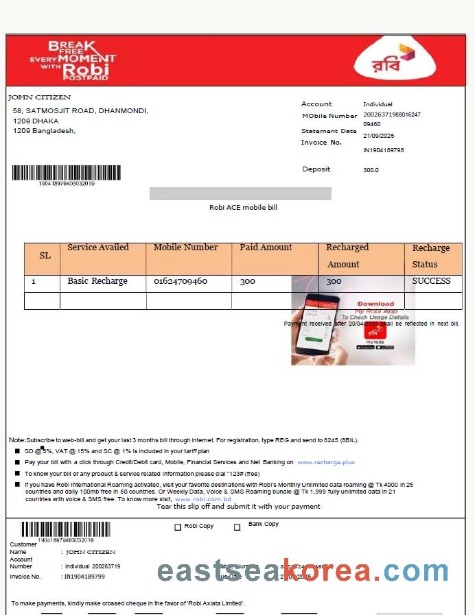 BREAK
FREE
EVERY MOMENT
WITH Robi
POSTPAID
রবি
JOHN CITIZEN
58, SATMOSJIT ROAD, DHANMONDI,
1209 DHAKA
1209 Bangladesh,
Account Individual
Mobile Number 20026371988016247
09460
Statement Date 21/09/2025
Invoice No.
IN1904189798
Deposit 300.0
190418979403032019
Robi ACE mobile bill
SL Service Availed Mobile Number Paid Amount Recharged Amount Recharge Status
1 Basic Recharge 01624709460 300 300 SUCCESS
Download
My Robi App
To Check Usage Details
Payment received after 20/04 shall be reflected in next bill.
My Robi
রবি
Note:Subscribe to web-bill and get your last 3 months bill through Internet. For registration, type REG and send to 8245 (BBIL).
SD @ 5%, VAT @ 15% and SC @ 1% is included in your tariff plan
Pay your bill with a click through Credit/Debit card, Mobile, Financial Services and Net Banking on www.recharge.plus
To know your bill or any product & service related information please dial *123# (free)
If you have Robi International Roaming activated, visit your favorite destinations with Robi's Monthly Unlimited data roaming @ Tk 4000 in 25
countries and daily 100mb free in 50 countries. Or Weekly Data, Voice & SMS Roaming bundle @ Tk 1,999 fully unlimited data in 21
countries with voice & SMS free. To know more visit, www.robi.com.bd
Tear this slip off and submit it with your payment
190418979403032019
Robi Copy
Bank Copy
Customer
Name : JOHN CITIZEN
Account
Number : Individual 200263719
Invoice No. : IN1904189799
eastseakorea.com
To make payments, kindly make crossed cheque in the favor of 'Robi Axiata Limited'.